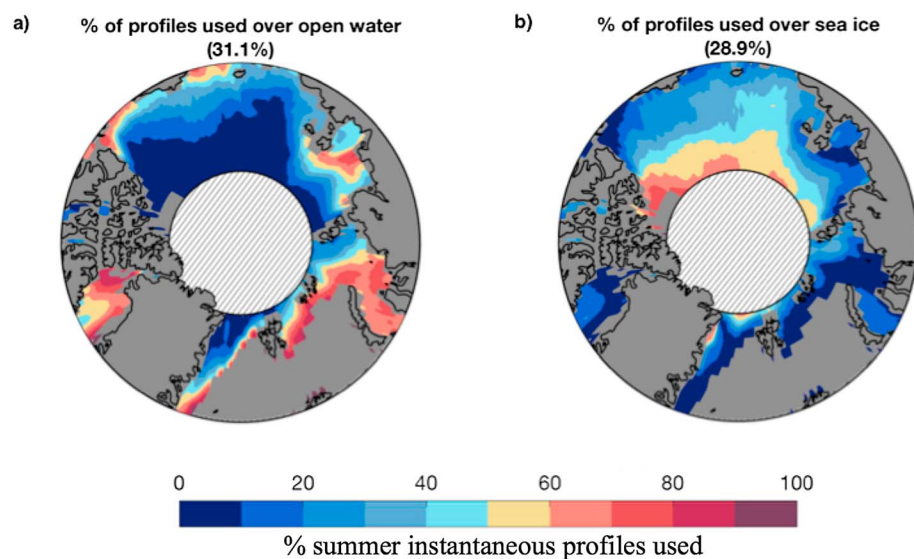 a)
% of profiles used over open water
(31.1%)
b)
% of profiles used over sea ice
(28.9%)
0 20 40 60 80 100
% summer instantaneous profiles used